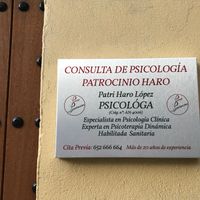 CONSULTA DE PSICOLOGÍA
PATROCINIO HARO
Patri Haro López
PSICOLÓGA
Especialista en Psicología Clínica
Experta en Psicoterapia Dinámica
Habilitada Sanitaria
Cita Previa: 652 666 664 Más de 20 años de experiencia